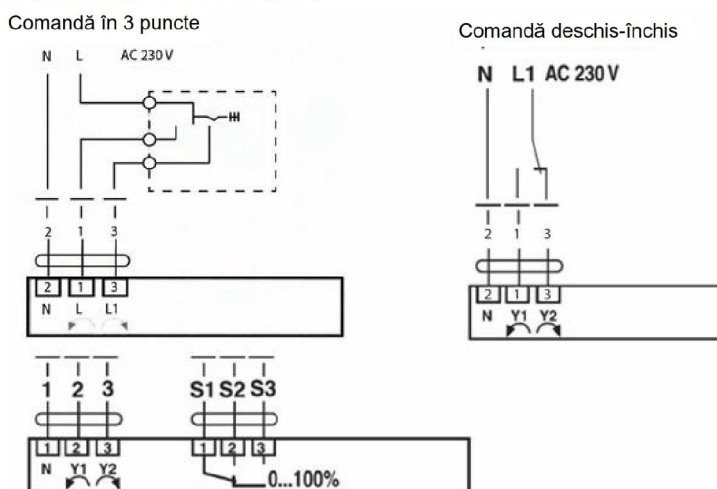 Comandă în 3 puncte
N L AC 230 V
2 1 3
2 1 3
N L L1
1 2 3 S1 S2 S3
1 2 3 1 2 3
N Y1 Y2
0...100%
Comandă deschis-închis
N L1 AC 230 V
2 1 3
2 1 3
N Y1 Y2